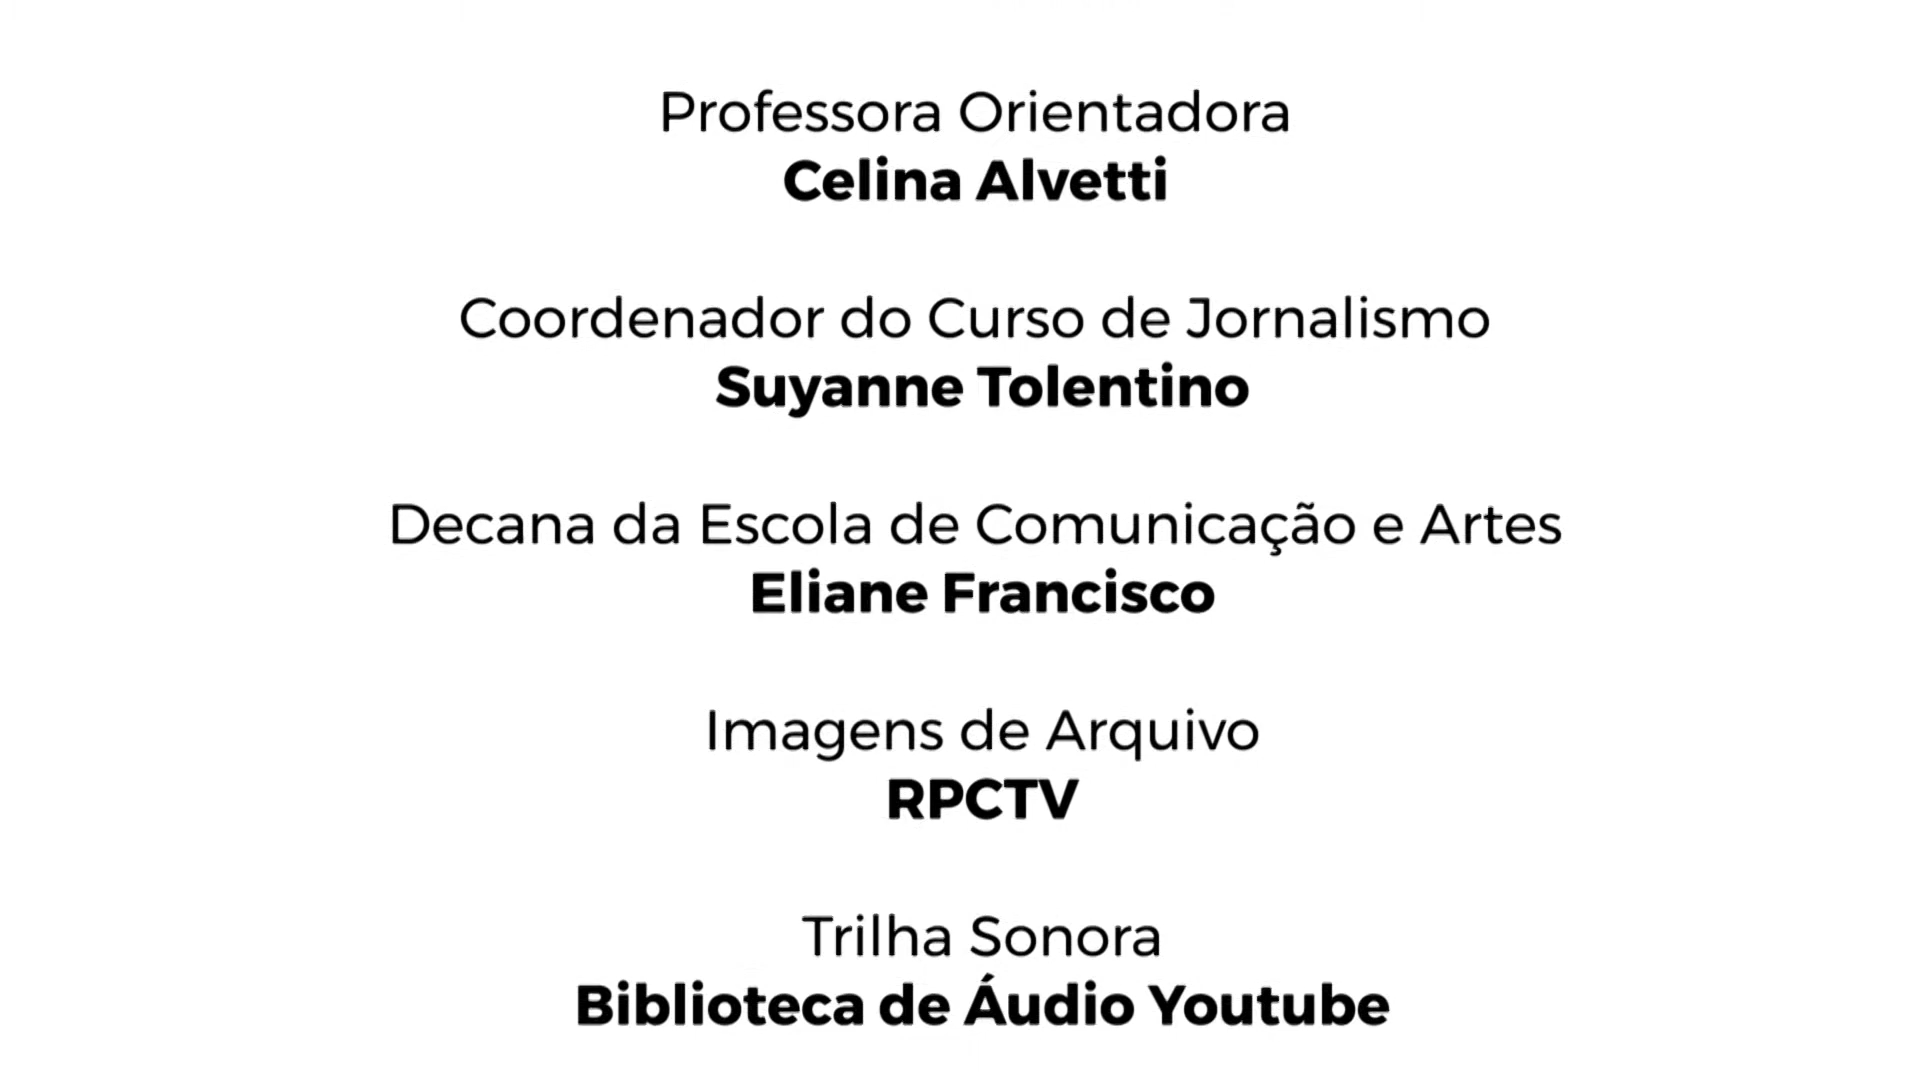 Professora Orientadora
Celina Alvetti
Coordenador do Curso de Jornalismo
Suyanne Tolentino
Decana da Escola de Comunicação e Artes
Eliane Francisco
Imagens de Arquivo
RPCTV
Trilha Sonora
Biblioteca de Áudio Youtube